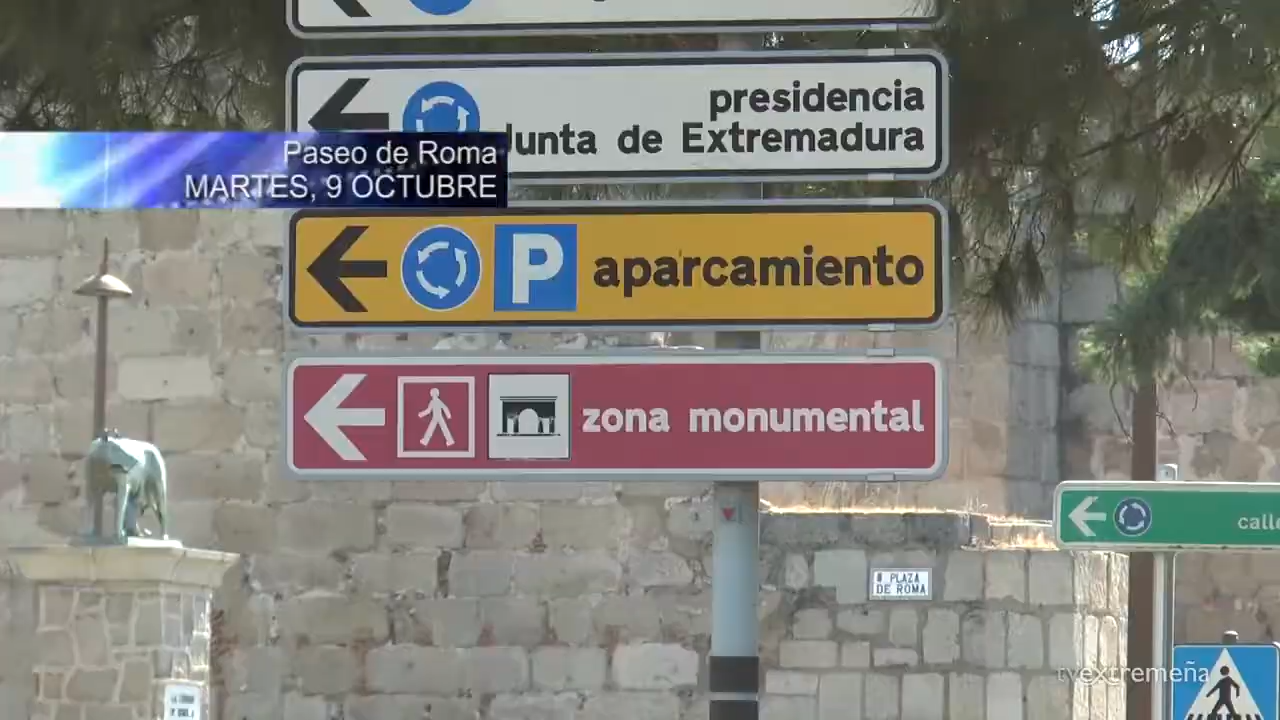 presidencia
Junta de Extremadura
Paseo de Roma
MARTES, 9 OCTUBRE
P aparcamiento
zona monumental
calle
PLAZA
DE ROMA
tvextremeña